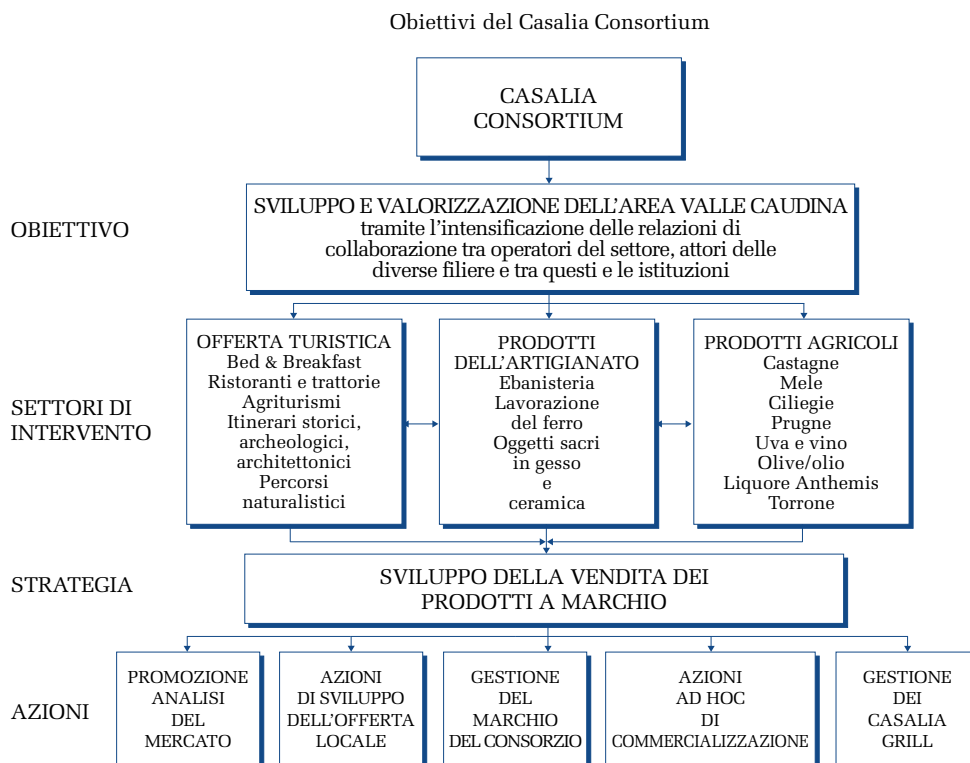 Obiettivi del Casalia Consortium
CASALIA
CONSORTIUM
OBIETTIVO
SVILUPPO E VALORIZZAZIONE DELL'AREA VALLE CAUDINA
tramite l'intensificazione delle relazioni di
collaborazione tra operatori del settore, attori delle
diverse filiere e tra questi e le istituzioni
SETTORI DI
INTERVENTO
OFFERTA TURISTICA
Bed & Breakfast
Ristoranti e trattorie
Agriturismi
Itinerari storici,
archeologici,
architettonici
Percorsi
naturalistici
PRODOTTI
DELL'ARTIGIANATO
Ebanisteria
Lavorazione
del ferro
Oggetti sacri
in gesso
e
ceramica
PRODOTTI AGRICOLI
Castagne
Mele
Ciliegie
Prugne
Uva e vino
Olive/olio
Liquore Anthemis
Torrone
STRATEGIA
SVILUPPO DELLA VENDITA DEI
PRODOTTI A MARCHIO
AZIONI
PROMOZIONE
ANALISI
DEL
MERCATO
AZIONI
DI SVILUPPO
DELL'OFFERTA
LOCALE
GESTIONE
DEL
MARCHIO
DEL CONSORZIO
AZIONI
AD HOC
DI
COMMERCIALIZZAZIONE
GESTIONE
DEI
CASALIA
GRILL